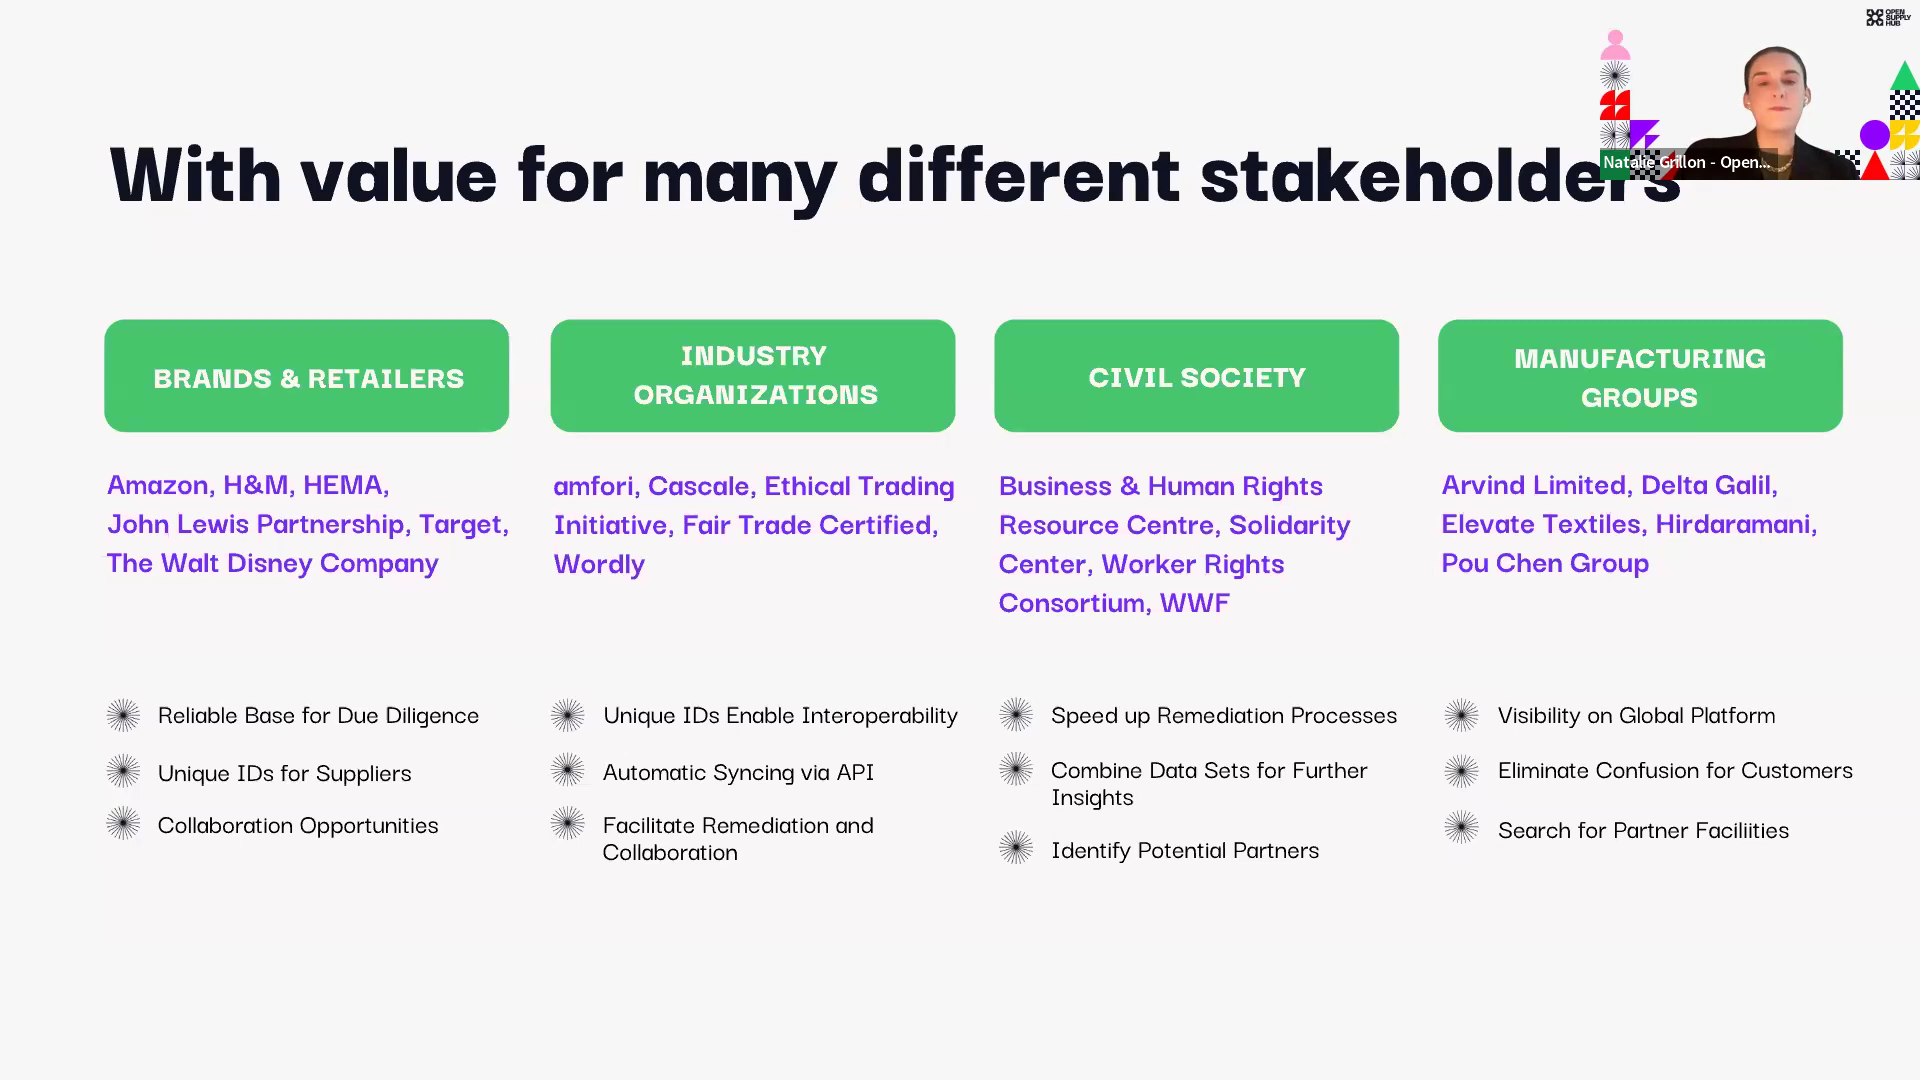 OPEN
SUPPLY
HUB
Natalie Grillon - Open...
With value for many different stakeholders
BRANDS & RETAILERS
Amazon, H&M, HEMA,
John Lewis Partnership, Target,
The Walt Disney Company
Reliable Base for Due Diligence
Unique IDs for Suppliers
Collaboration Opportunities
INDUSTRY
ORGANIZATIONS
amfori, Cascale, Ethical Trading
Initiative, Fair Trade Certified,
Wordly
Unique IDs Enable Interoperability
Automatic Syncing via API
Facilitate Remediation and
Collaboration
CIVIL SOCIETY
Business & Human Rights
Resource Centre, Solidarity
Center, Worker Rights
Consortium, WWF
Speed up Remediation Processes
Combine Data Sets for Further
Insights
Identify Potential Partners
MANUFACTURING
GROUPS
Arvind Limited, Delta Galil,
Elevate Textiles, Hirdaramani,
Pou Chen Group
Visibility on Global Platform
Eliminate Confusion for Customers
Search for Partner Faciliities